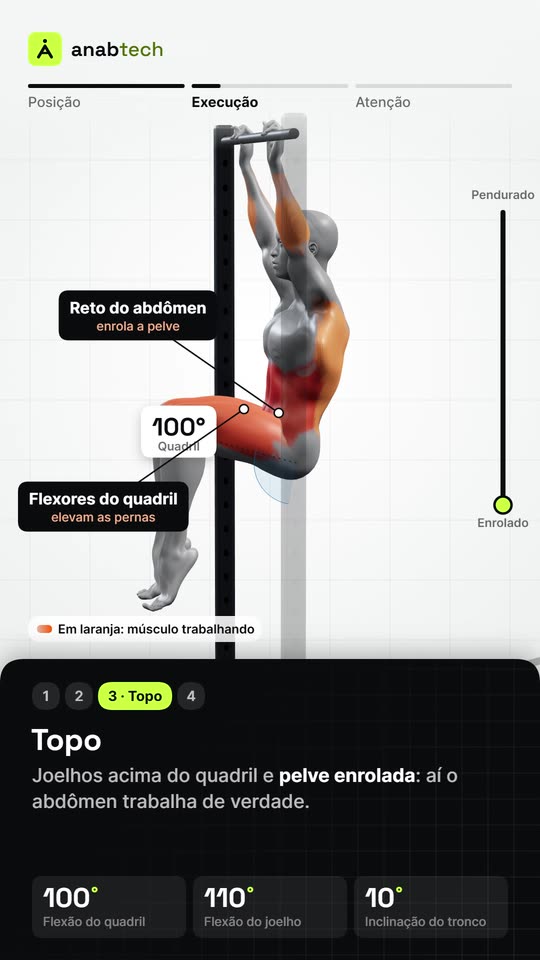 anabtech
Posição
Execução
Atenção
Pendurado
Reto do abdômen
enrola a pelve
100°
Quadril
Flexores do quadril
elevam as pernas
Enrolado
Em laranja: músculo trabalhando
1
2
3 · Topo
4
Topo
Joelhos acima do quadril e pelve enrolada: aí o
abdômen trabalha de verdade.
100°
Flexão do quadril
110°
Flexão do joelho
10°
Inclinação do tronco